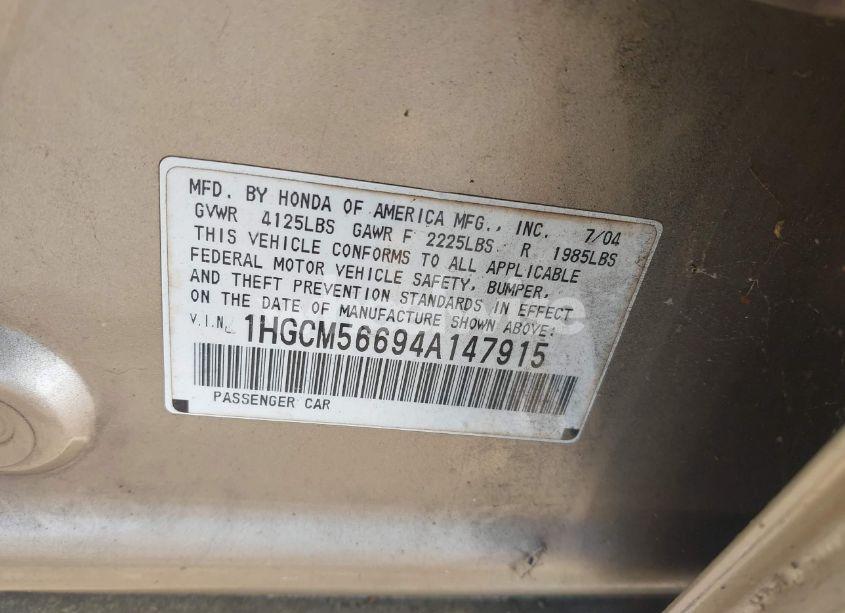 MFD. BY HONDA OF AMERICA MFG., INC. 7/04
GVWR 4125LBS GAWR F 2225LBS R 1985LBS
THIS VEHICLE CONFORMS TO ALL APPLICABLE
FEDERAL MOTOR VEHICLE SAFETY, BUMPER,
AND THEFT PREVENTION STANDARDS IN EFFECT
ON THE DATE OF MANUFACTURE SHOWN ABOVE:
V.I.N. 1HGCM56694A147915
PASSENGER CAR